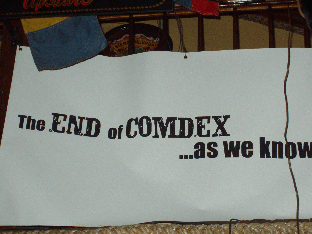 The END of COMDEX
...as we know